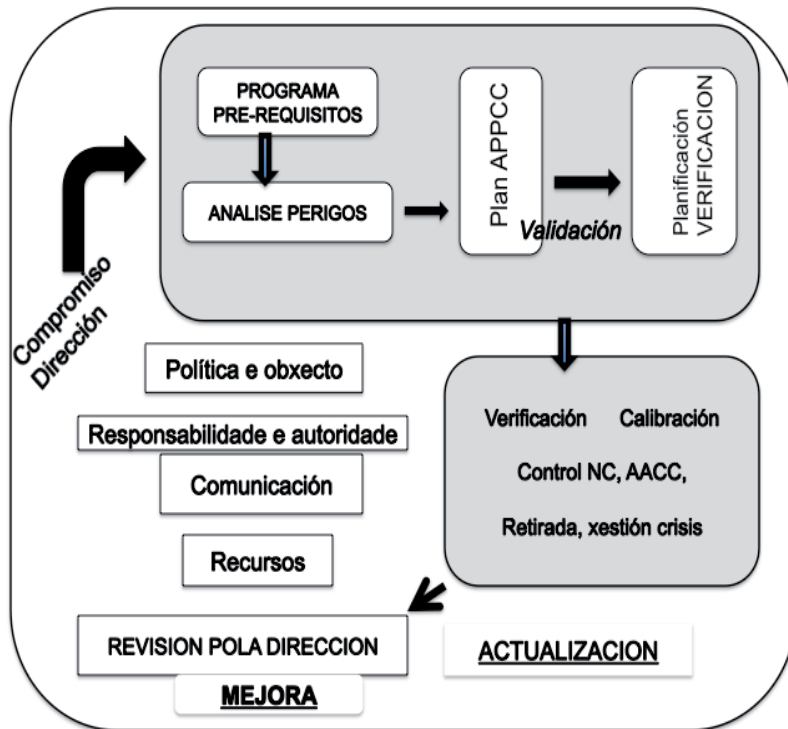 PROGRAMA
PRE-REQUISITOS
ANALISE PERIGOS
Plan APPCC
Validación
Planificación
VERIFICACION
Compromiso
Dirección
Política e obxecto
Responsabilidade e autoridade
Comunicación
Recursos
Verificación Calibración
Control NC, AACC,
Retirada, xestión crisis
REVISION POLA DIRECCION
MEJORA
ACTUALIZACION